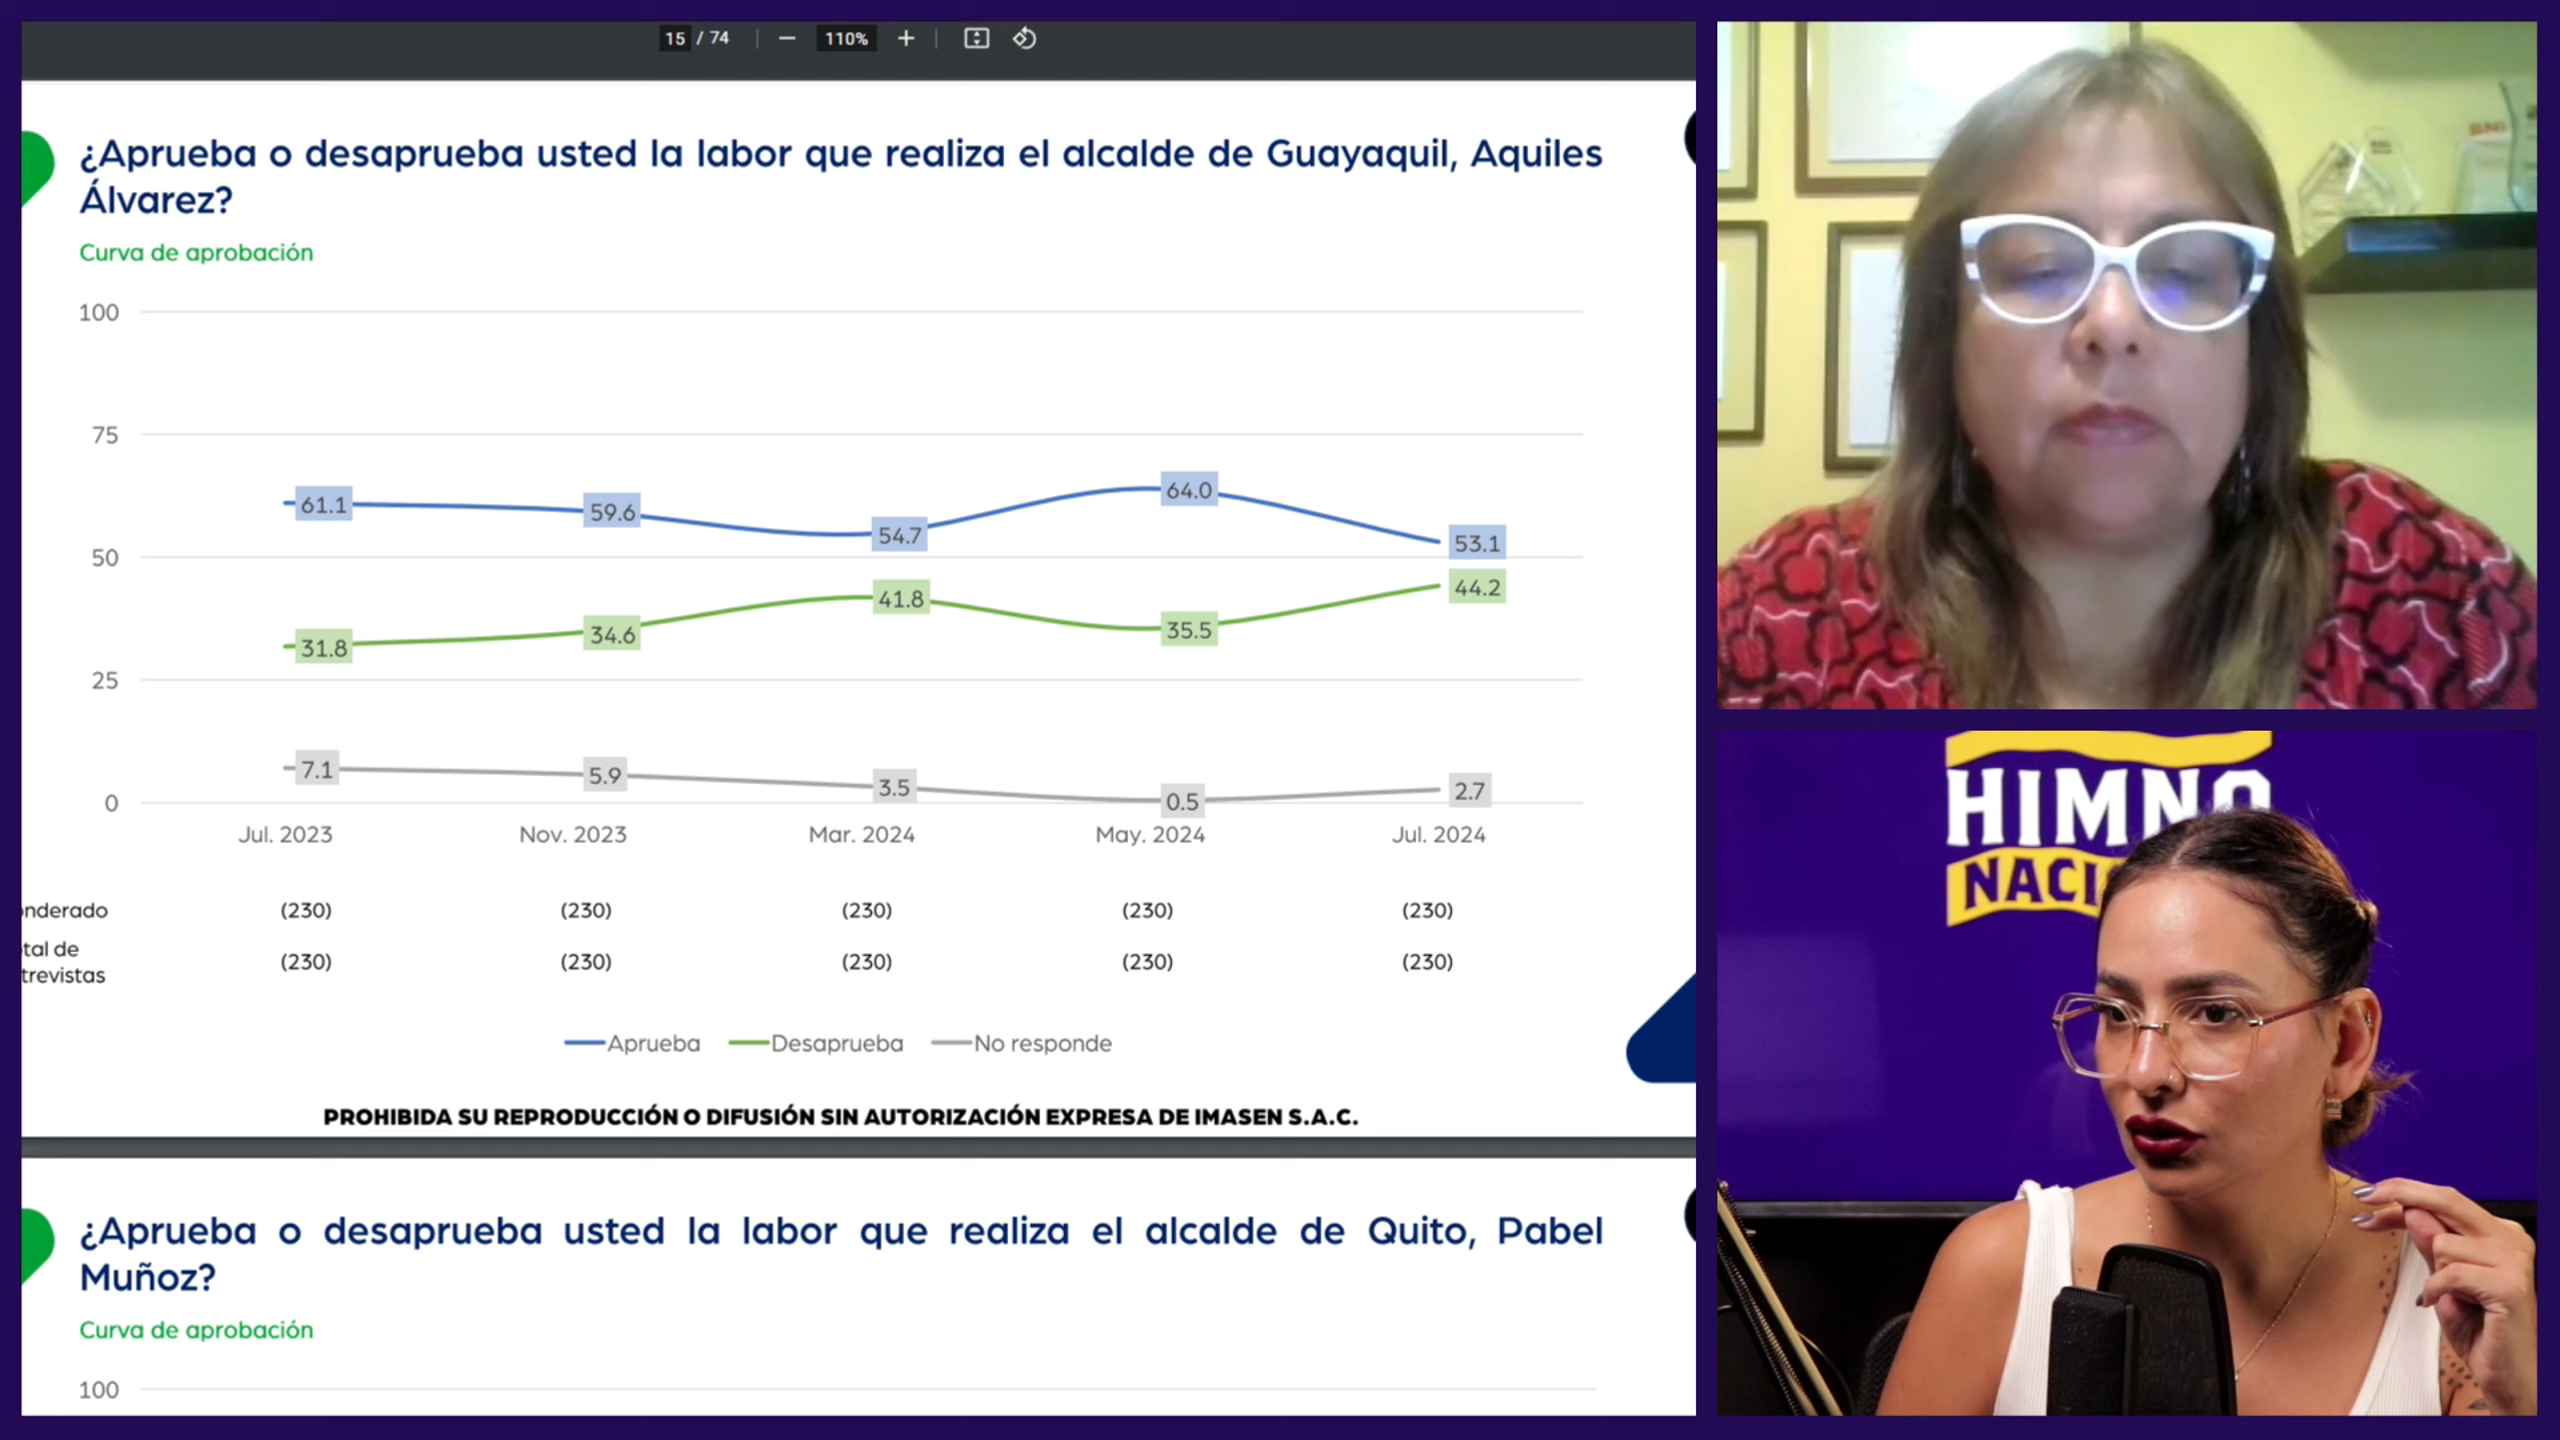 15 / 74 — 110% +
¿Aprueba o desaprueba usted la labor que realiza el alcalde de Guayaquil, Aquiles
Álvarez?
Curva de aprobación
100
75
50
25
0
61.1 59.6 54.7 64.0 53.1
31.8 34.6 41.8 35.5 44.2
7.1 5.9 3.5 0.5 2.7
Jul. 2023 Nov. 2023 Mar. 2024 May. 2024 Jul. 2024
nderado (230) (230) (230) (230) (230)
tal de
trevistas (230) (230) (230) (230) (230)
Aprueba Desaprueba No responde
PROHIBIDA SU REPRODUCCIÓN O DIFUSIÓN SIN AUTORIZACIÓN EXPRESA DE IMASEN S.A.C.
¿Aprueba o desaprueba usted la labor que realiza el alcalde de Quito, Pabel
Muñoz?
Curva de aprobación
100
BNI
HIMNO
NACI